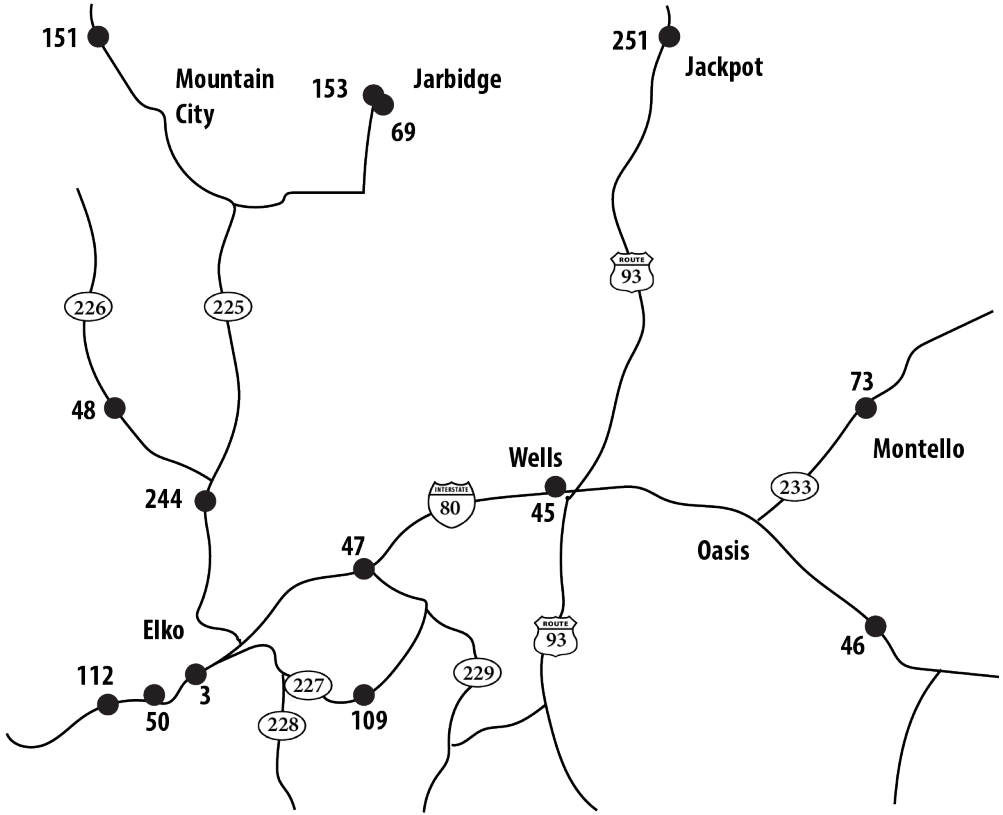 151
Mountain
City
153
Jarbidge
69
251
Jackpot
ROUTE
93
226
225
48
73
Montello
Wells
244
INTERSTATE
80
45
233
47
Oasis
Elko
ROUTE
93
46
112
50
3
227
228
109
229